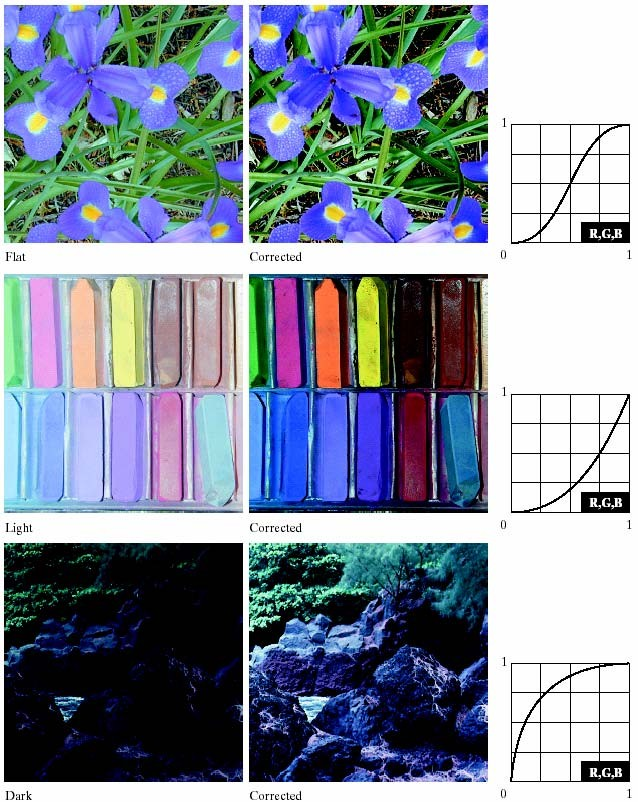 1
R,G,B
0 1
Flat Corrected
1
R,G,B
0 1
Light Corrected
1
R,G,B
0 1
Dark Corrected